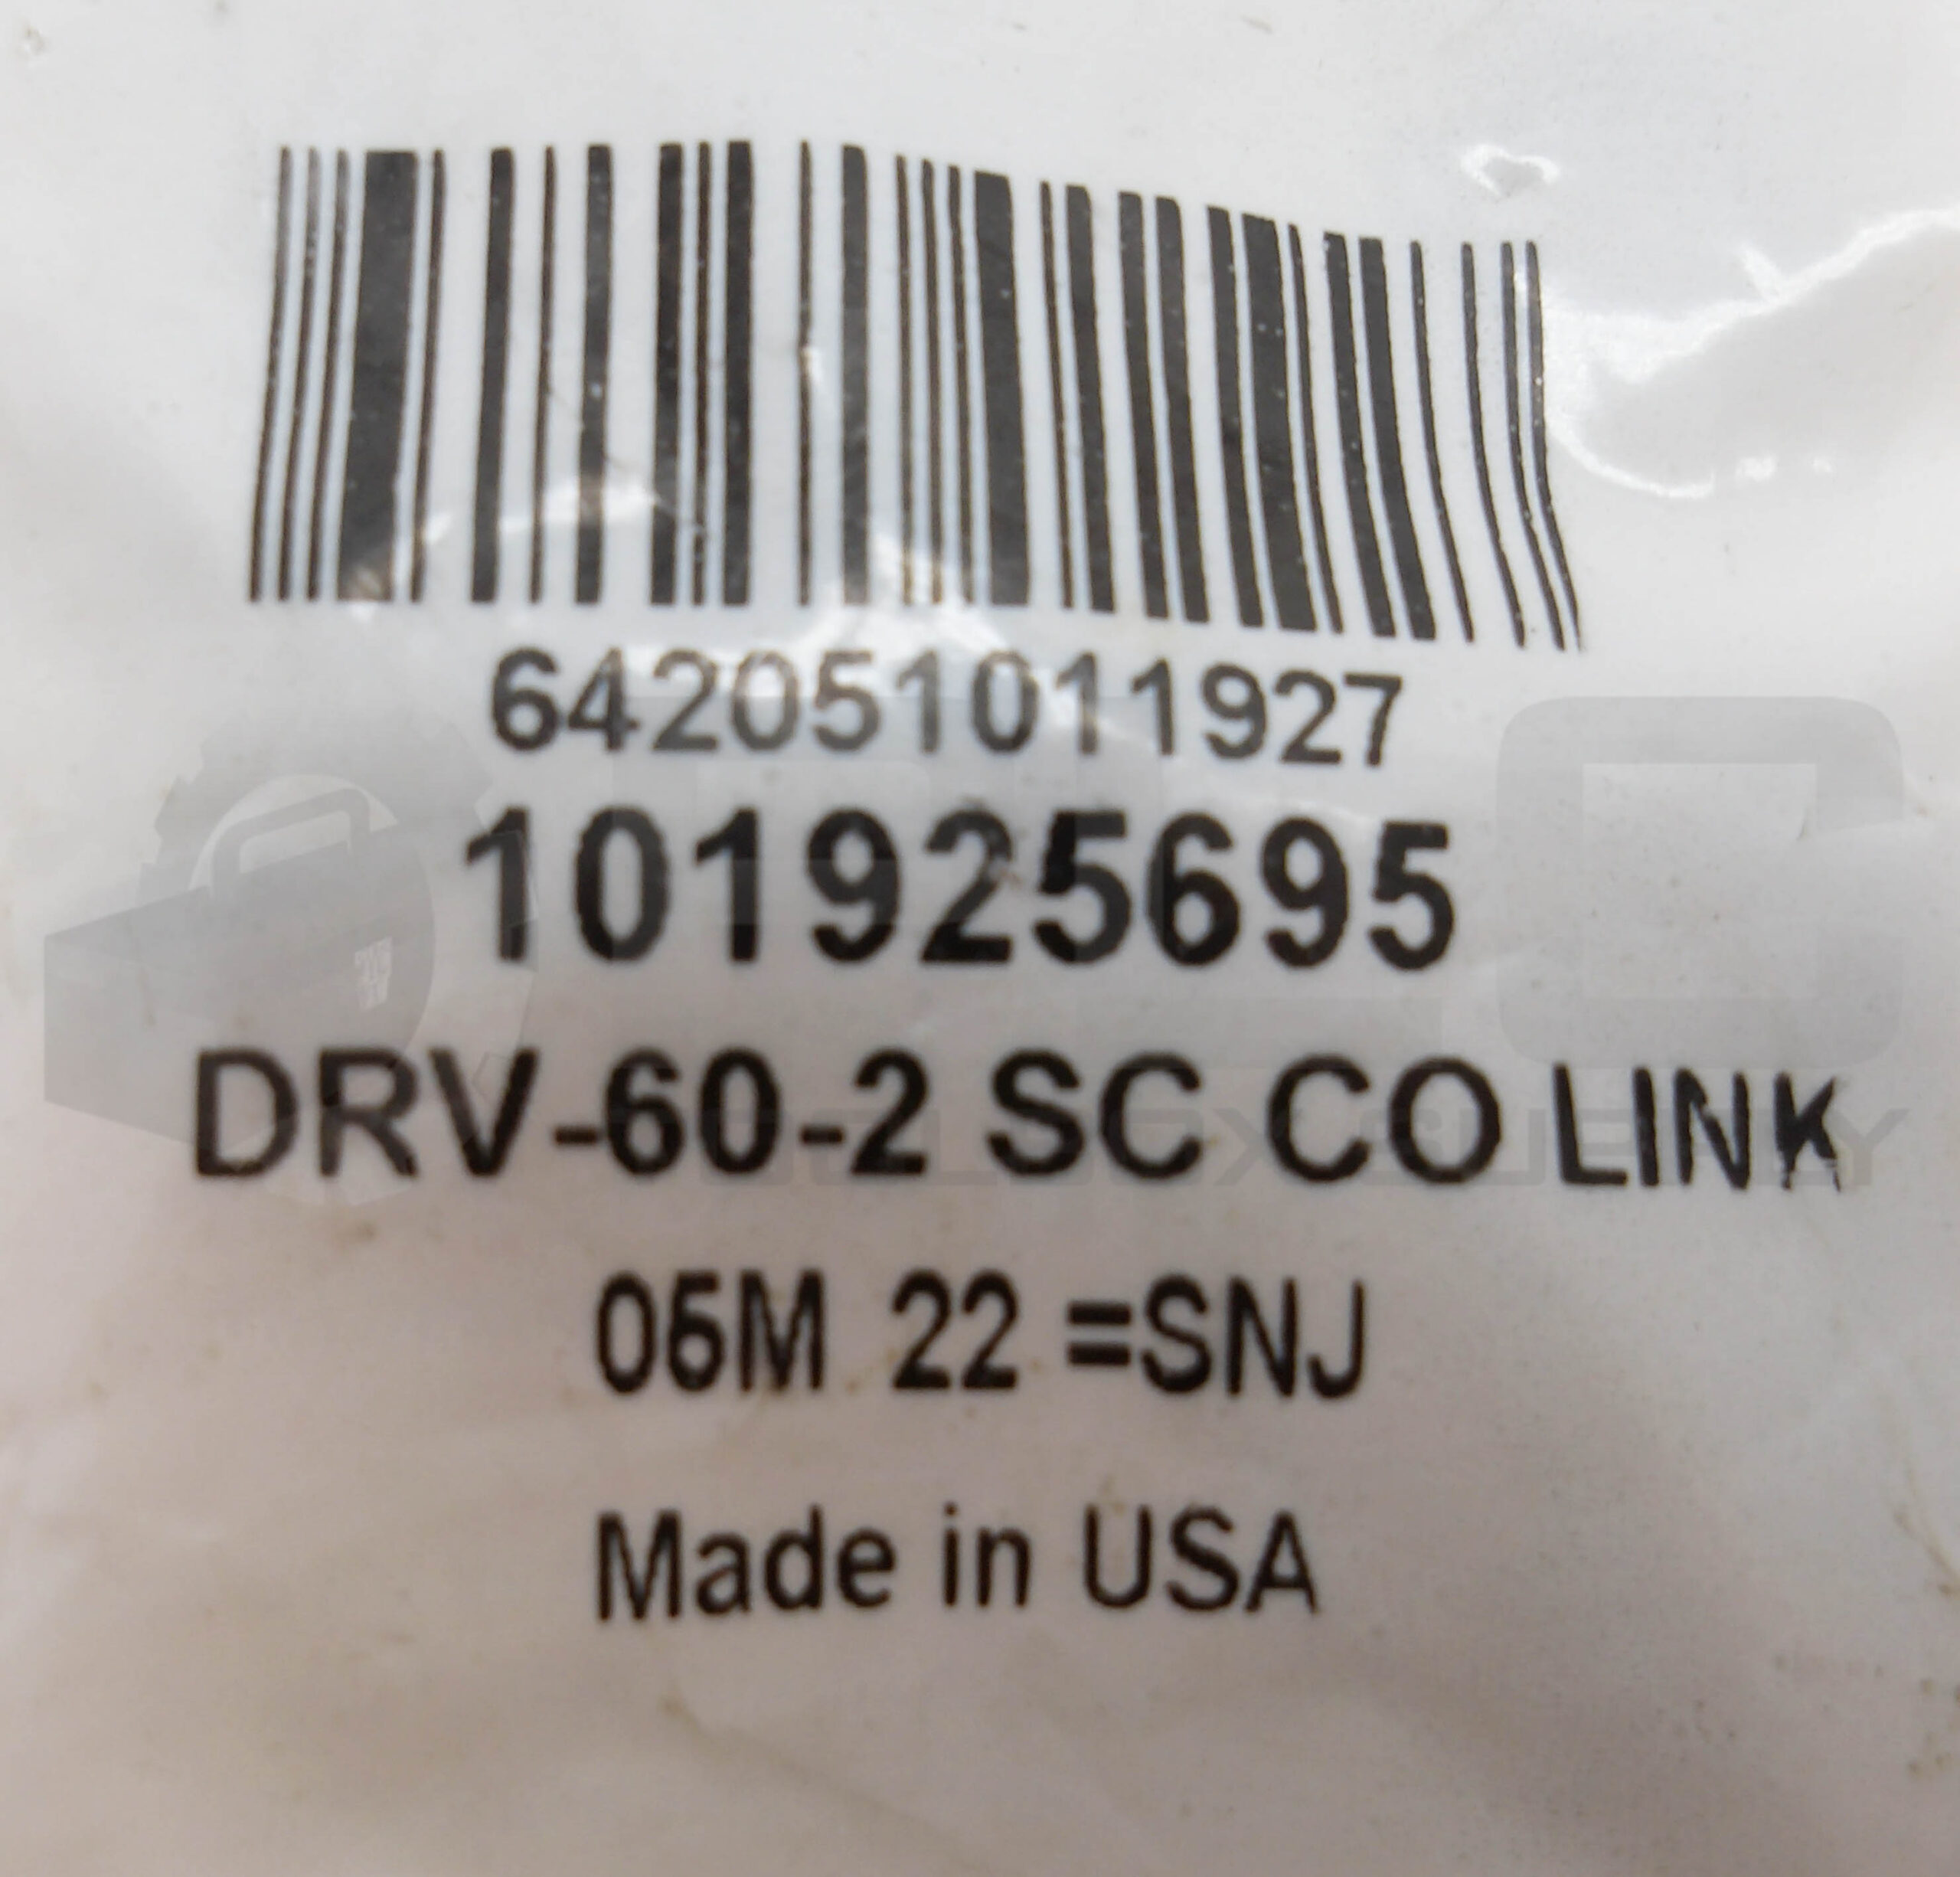 642051011927
101925695
DRV-60-2 SC CO LINK
05M 22 =SNJ
Made in USA